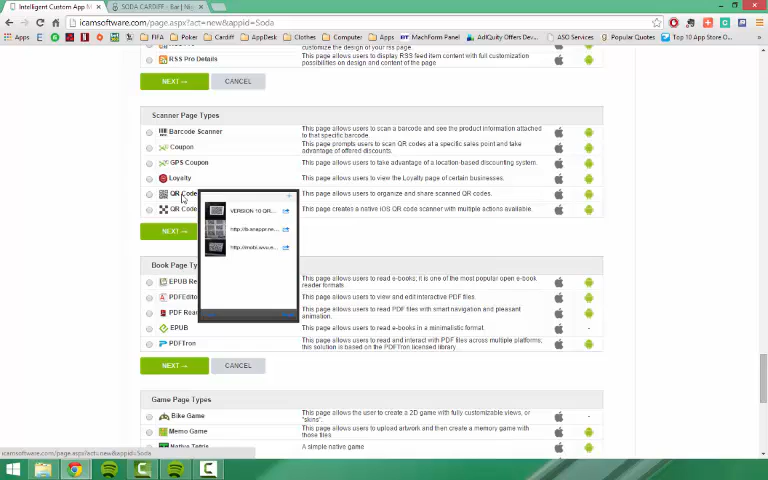 Intelligent Custom App M
SODA CARDIFF - Bar | Ni
icamsoftware.com/page.aspx?act=new&appid=Soda
Apps
FIFA
Poker
Cardiff
AppDesk
Clothes
Computer
Apps
MachForm Panel
AdIQuity Offers Dev...
ASO Services
Popular Quotes
Top 10 App Store O...
customize the design of your rss page
RSS Pro Details
This page allows users to display RSS feed item content with full customization
possibilities on design and content of the page
NEXT →
CANCEL
Scanner Page Types
Barcode Scanner
This page allows users to scan a barcode and see the product information attached
to that specific barcode.
Coupon
This page prompts users to scan QR codes at a specific sales point and take
advantage of offered discounts.
GPS Coupon
This page allows users to take advantage of a location-based discounting system.
Loyalty
This page allows users to view the Loyalty page of certain businesses.
QR Code
This page allows users to organize and share scanned QR codes.
QR Code
This page creates a native iOS QR code scanner with multiple actions available.
VERSION 10 QR...
http://mobi.wvu.e...
NEXT
Book Page Ty
EPUB Re
This page allows users to read e-books; it is one of the most popular open e-book
reader formats.
PDFEditor
This page allows users to view and edit interactive PDF files.
PDF Rea
This page allows users to read PDF files with smart navigation and pleasant
animation.
EPUB
This page allows users to read e-books in a minimalistic format.
-
PDFTron
This page allows users to read and interact with PDF files across multiple platforms,
this solution is based on the PDFTron licensed library.
NEXT →
CANCEL
Game Page Types
Bike Game
This page allows the user to create a 2D game with fully customizable views, or
"skins".
-
Memo Game
This page allows users to upload artwork and then create a memory game with
those files
Native Tetris
A simple native game
icamsoftware.com/page.aspx?act=new&appid=Soda